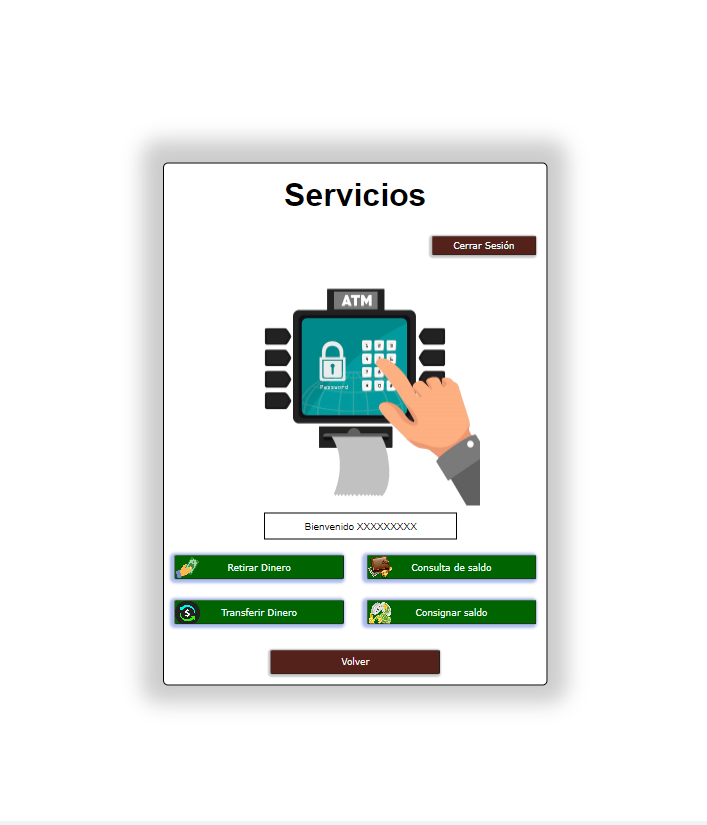 Servicios
Cerrar Sesión
ATM
Password
Bienvenido XXXXXXXXX
Retirar Dinero
Consulta de saldo
Transferir Dinero
Consignar saldo
Volver